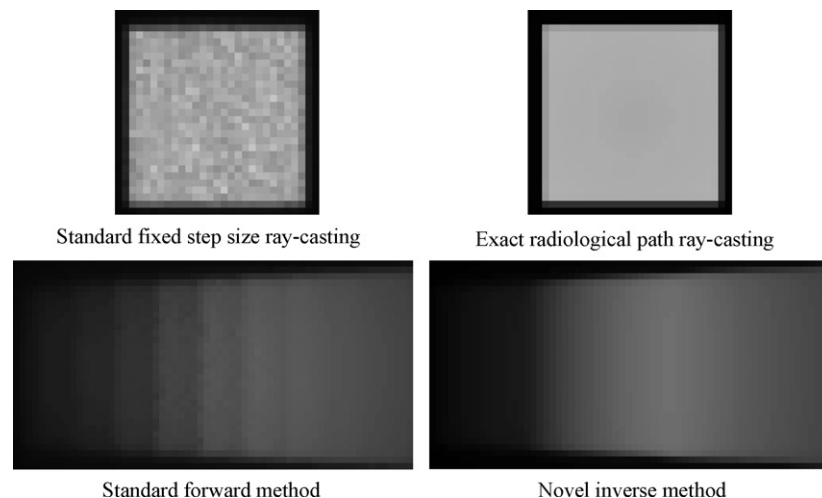 Standard fixed step size ray-casting
Exact radiological path ray-casting
Standard forward method
Novel inverse method